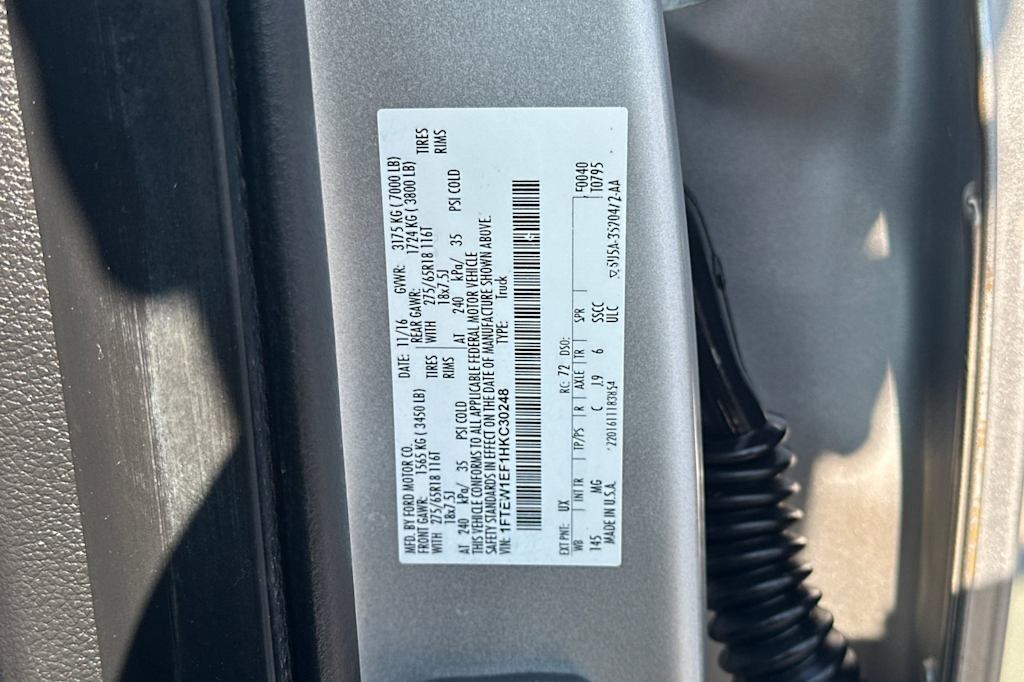 MFD. BY FORD MOTOR CO. DATE: 11/16 GVWR: 3175 KG ( 7000 LB)
FRONT GAWR: 1565 KG ( 3450 LB) REAR GAWR: 1724 KG ( 3800 LB)
WITH 275/65R18 116T TIRES WITH 275/65R18 116T TIRES
18x7.5J RIMS 18x7.5J RIMS
AT 240 kPa/ 35 PSI COLD AT 240 kPa/ 35 PSI COLD
THIS VEHICLE CONFORMS TO ALL APPLICABLE FEDERAL MOTOR VEHICLE
SAFETY STANDARDS IN EFFECT ON THE DATE OF MANUFACTURE SHOWN ABOVE.
VIN: 1FTEW1EF1HKC30248 TYPE: Truck
EXT PNT: UX RC: 72 DSO: F0040
WB INT TR TP/PS R AXLE TR SPR T0795
145 MG C J9 6 SSCC
MADE IN U.S.A. ULC